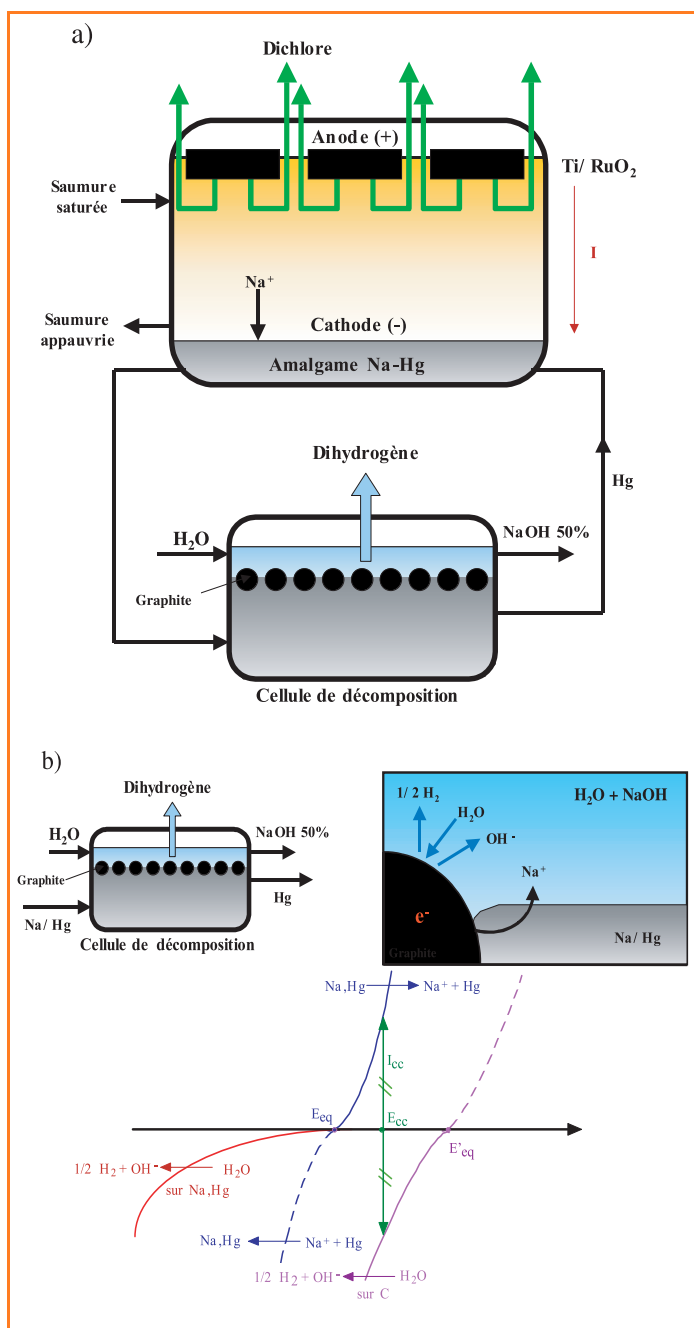 a)
Dichlore
Anode (+)
Ti/ RuO2
Saumure
saturée
I
Na+
Saumure
appauvrie
Cathode (-)
Amalgame Na-Hg
Dihydrogène
Hg
H2O
NaOH 50%
Graphite
Cellule de décomposition
b)
Dihydrogène
H2O
NaOH 50%
Graphite
Hg
Na/ Hg
Cellule de décomposition
1/ 2 H2
H2O + NaOH
H2O
OH-
Na+
e-
Na/ Hg
Graphite
Na,Hg
Na+ + Hg
Icc
Eeq
Ecc
E'eq
1/2 H2 + OH-
H2O
sur Na,Hg
Na,Hg
Na+ + Hg
1/2 H2 + OH-
H2O
sur C